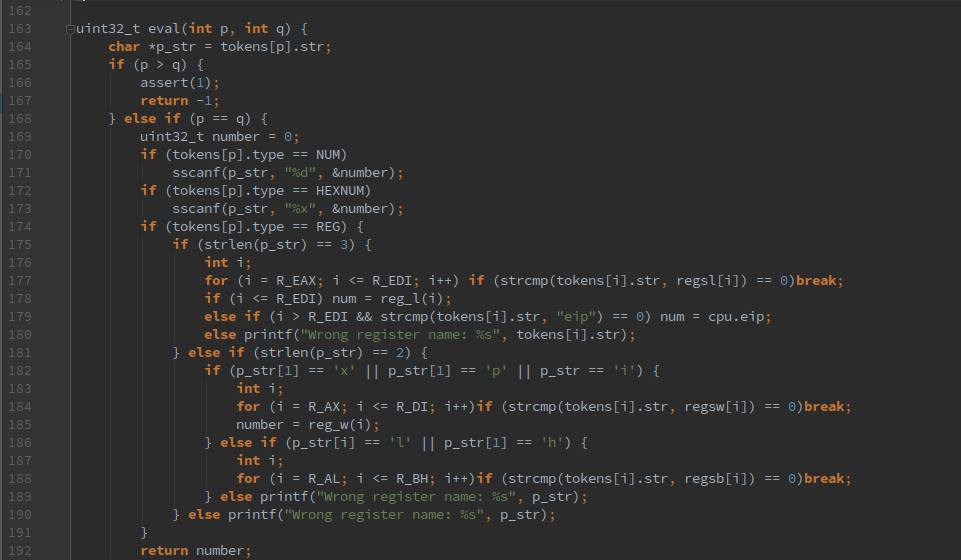 162
163 uint32_t eval(int p, int q) {
164     char *p_str = tokens[p].str;
165     if (p > q) {
166         assert(1);
167         return -1;
168     } else if (p == q) {
169         uint32_t number = 0;
170         if (tokens[p].type == NUM)
171             sscanf(p_str, "%d", &number);
172         if (tokens[p].type == HEXNUM)
173             sscanf(p_str, "%x", &number);
174         if (tokens[p].type == REG) {
175             if (strlen(p_str) == 3) {
176                 int i;
177                 for (i = R_EAX; i <= R_EDI; i++) if (strcmp(tokens[i].str, regsl[i]) == 0)break;
178                 if (i <= R_EDI) num = reg_l(i);
179                 else if (i > R_EDI && strcmp(tokens[i].str, "eip") == 0) num = cpu.eip;
180                 else printf("Wrong register name: %s", tokens[i].str);
181             } else if (strlen(p_str) == 2) {
182                 if (p_str[1] == 'x' || p_str[1] == 'p' || p_str == 'i') {
183                     int i;
184                     for (i = R_AX; i <= R_DI; i++)if (strcmp(tokens[i].str, regsw[i]) == 0)break;
185                     number = reg_w(i);
186                 } else if (p_str[i] == 'l' || p_str[1] == 'h') {
187                     int i;
188                     for (i = R_AL; i <= R_BH; i++)if (strcmp(tokens[i].str, regsb[i]) == 0)break;
189                 } else printf("Wrong register name: %s", p_str);
190             } else printf("Wrong register name: %s", p_str);
191         }
192         return number;